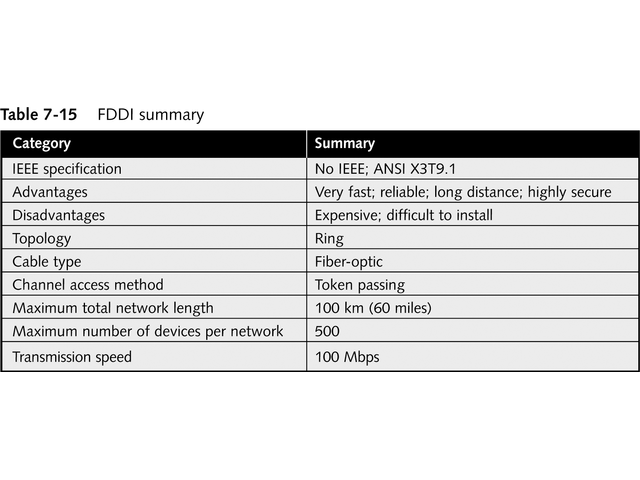 Table 7-15 FDDI summary
Category Summary
IEEE specification No IEEE; ANSI X3T9.1
Advantages Very fast; reliable; long distance; highly secure
Disadvantages Expensive; difficult to install
Topology Ring
Cable type Fiber-optic
Channel access method Token passing
Maximum total network length 100 km (60 miles)
Maximum number of devices per network 500
Transmission speed 100 Mbps